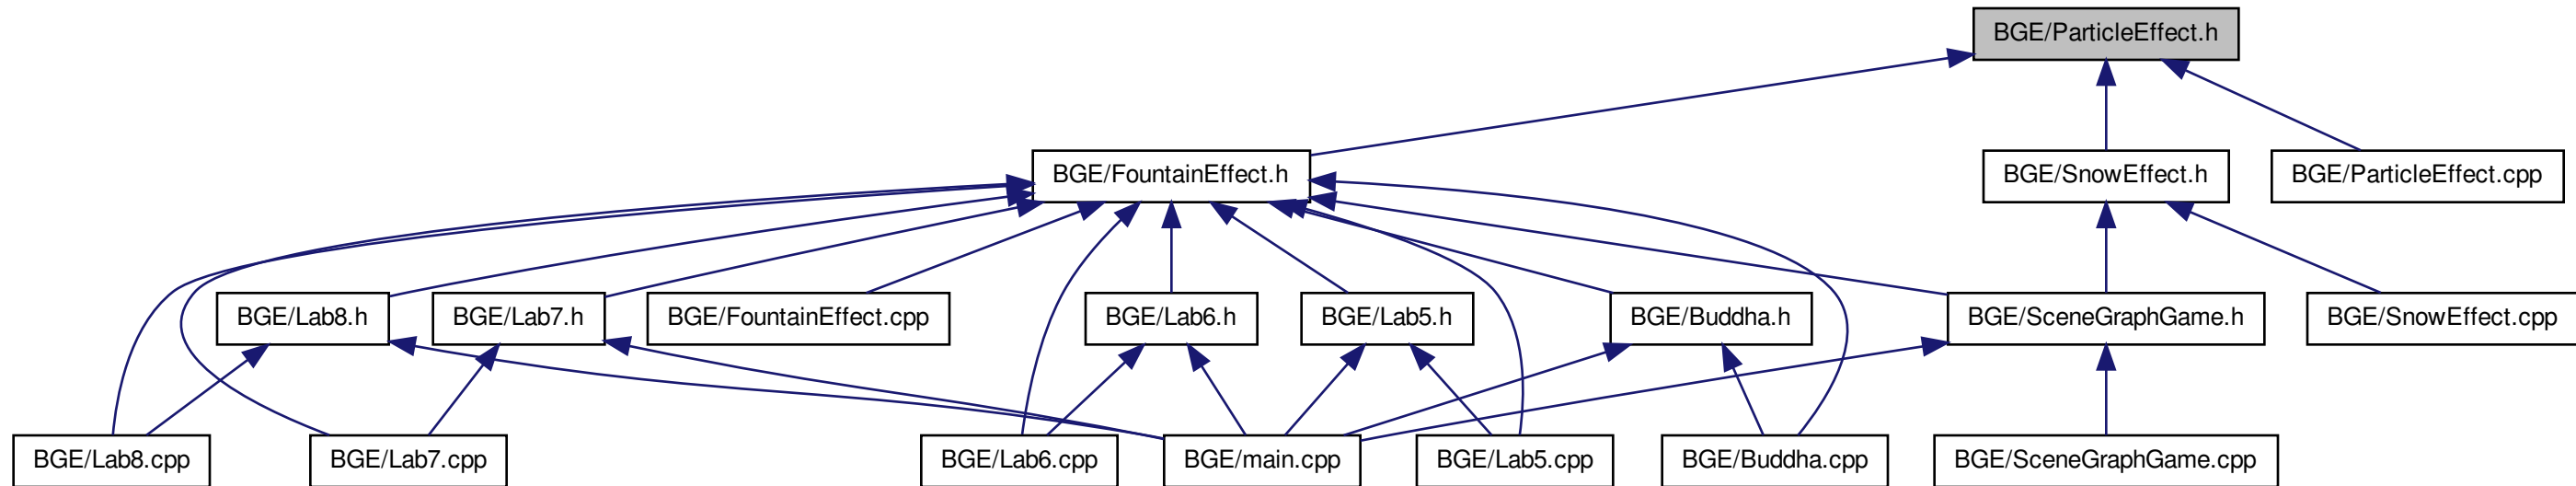 BGE/ParticleEffect.h
BGE/FountainEffect.h
BGE/SnowEffect.h
BGE/ParticleEffect.cpp
BGE/Lab8.h
BGE/Lab7.h
BGE/FountainEffect.cpp
BGE/Lab6.h
BGE/Lab5.h
BGE/Buddha.h
BGE/SceneGraphGame.h
BGE/SnowEffect.cpp
BGE/Lab8.cpp
BGE/Lab7.cpp
BGE/Lab6.cpp
BGE/main.cpp
BGE/Lab5.cpp
BGE/Buddha.cpp
BGE/SceneGraphGame.cpp